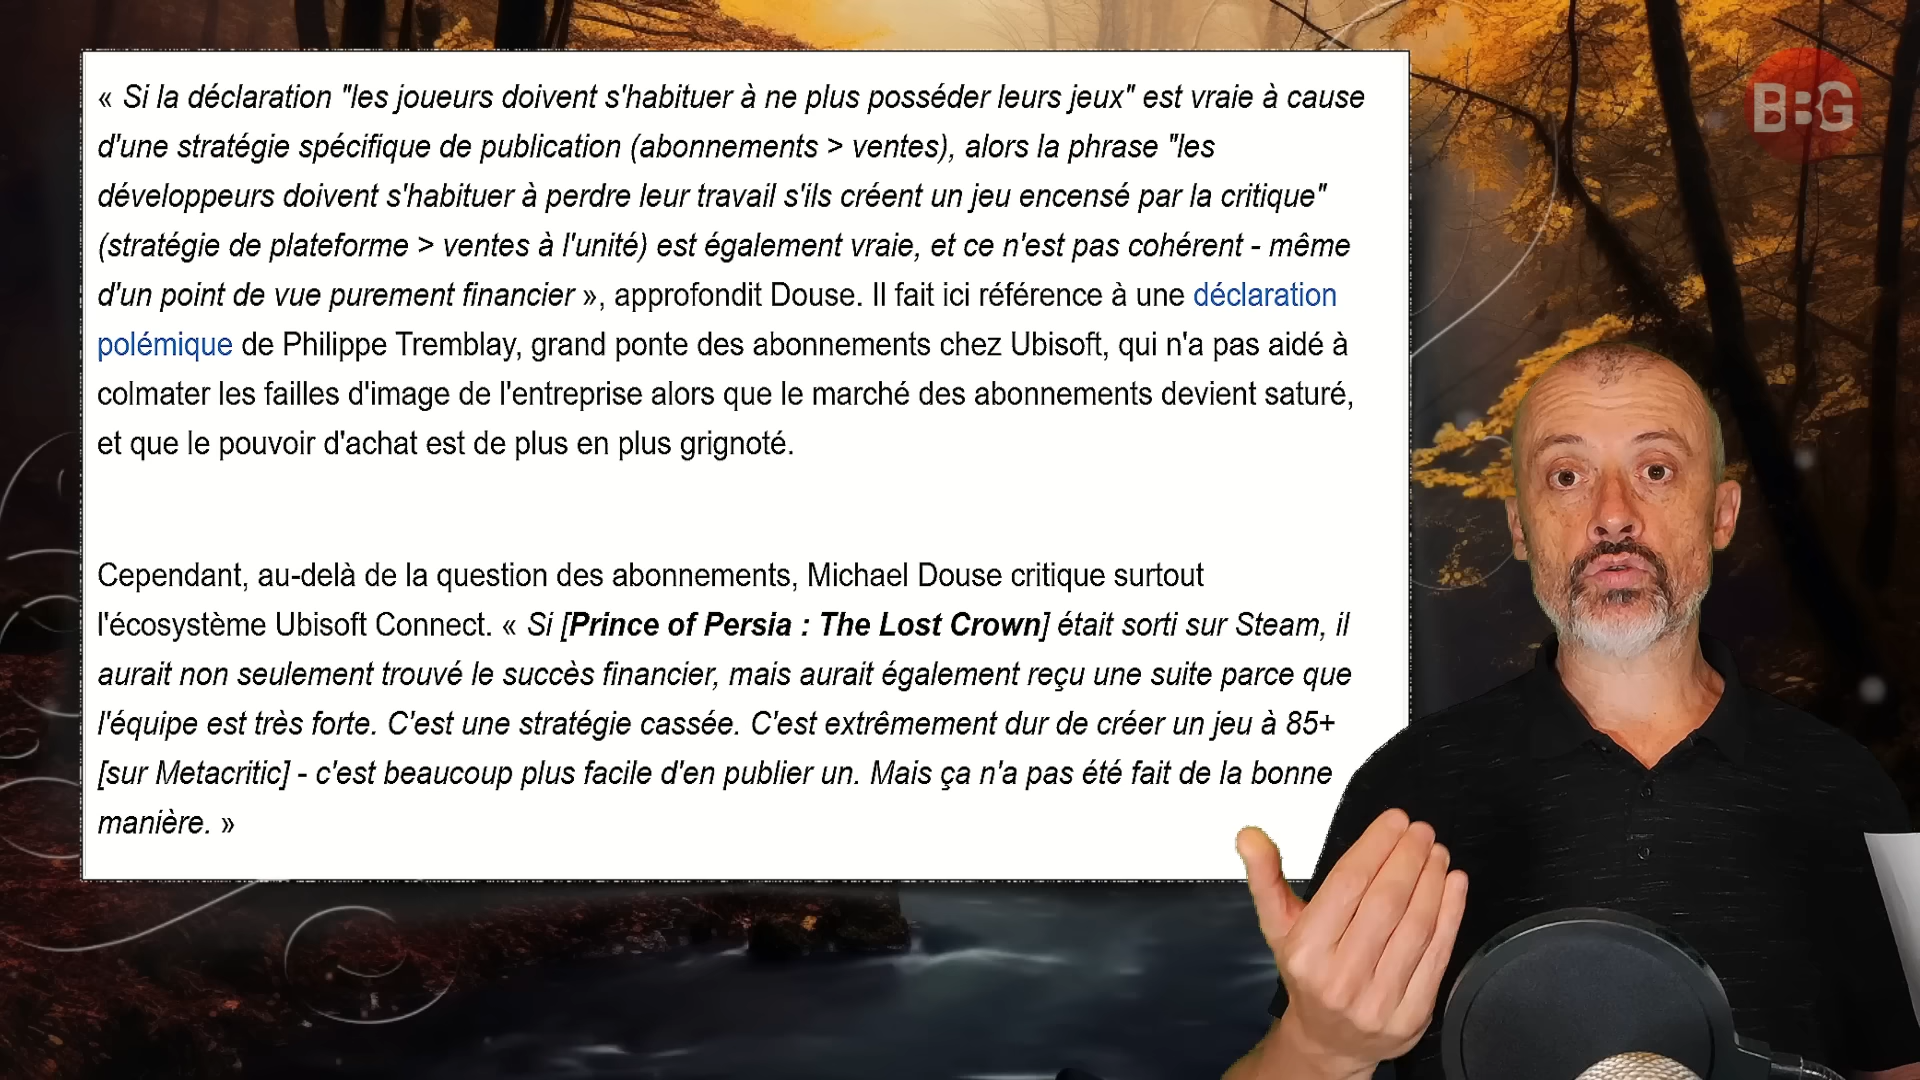 « Si la déclaration "les joueurs doivent s'habituer à ne plus posséder leurs jeux" est vraie à cause
d'une stratégie spécifique de publication (abonnements > ventes), alors la phrase "les
développeurs doivent s'habituer à perdre leur travail s'ils créent un jeu encensé par la critique"
(stratégie de plateforme > ventes à l'unité) est également vraie, et ce n'est pas cohérent - même
d'un point de vue purement financier », approfondit Douse. Il fait ici référence à une déclaration
polémique de Philippe Tremblay, grand ponte des abonnements chez Ubisoft, qui n'a pas aidé à
colmater les failles d'image de l'entreprise alors que le marché des abonnements devient saturé,
et que le pouvoir d'achat est de plus en plus grignoté.
Cependant, au-delà de la question des abonnements, Michael Douse critique surtout
l'écosystème Ubisoft Connect. « Si [Prince of Persia : The Lost Crown] était sorti sur Steam, il
aurait non seulement trouvé le succès financier, mais aurait également reçu une suite parce que
l'équipe est très forte. C'est une stratégie cassée. C'est extrêmement dur de créer un jeu à 85+
[sur Metacritic] - c'est beaucoup plus facile d'en publier un. Mais ça n'a pas été fait de la bonne
manière. »
BBG